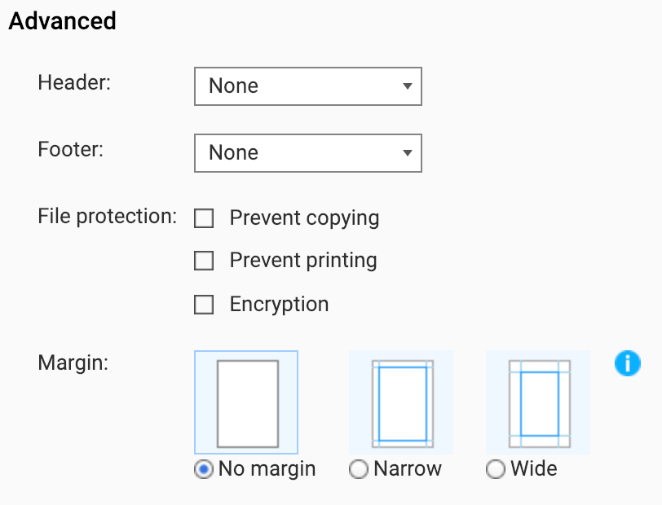 Advanced
Header: None
Footer: None
File protection: Prevent copying
Prevent printing
Encryption
Margin:
No margin Narrow Wide